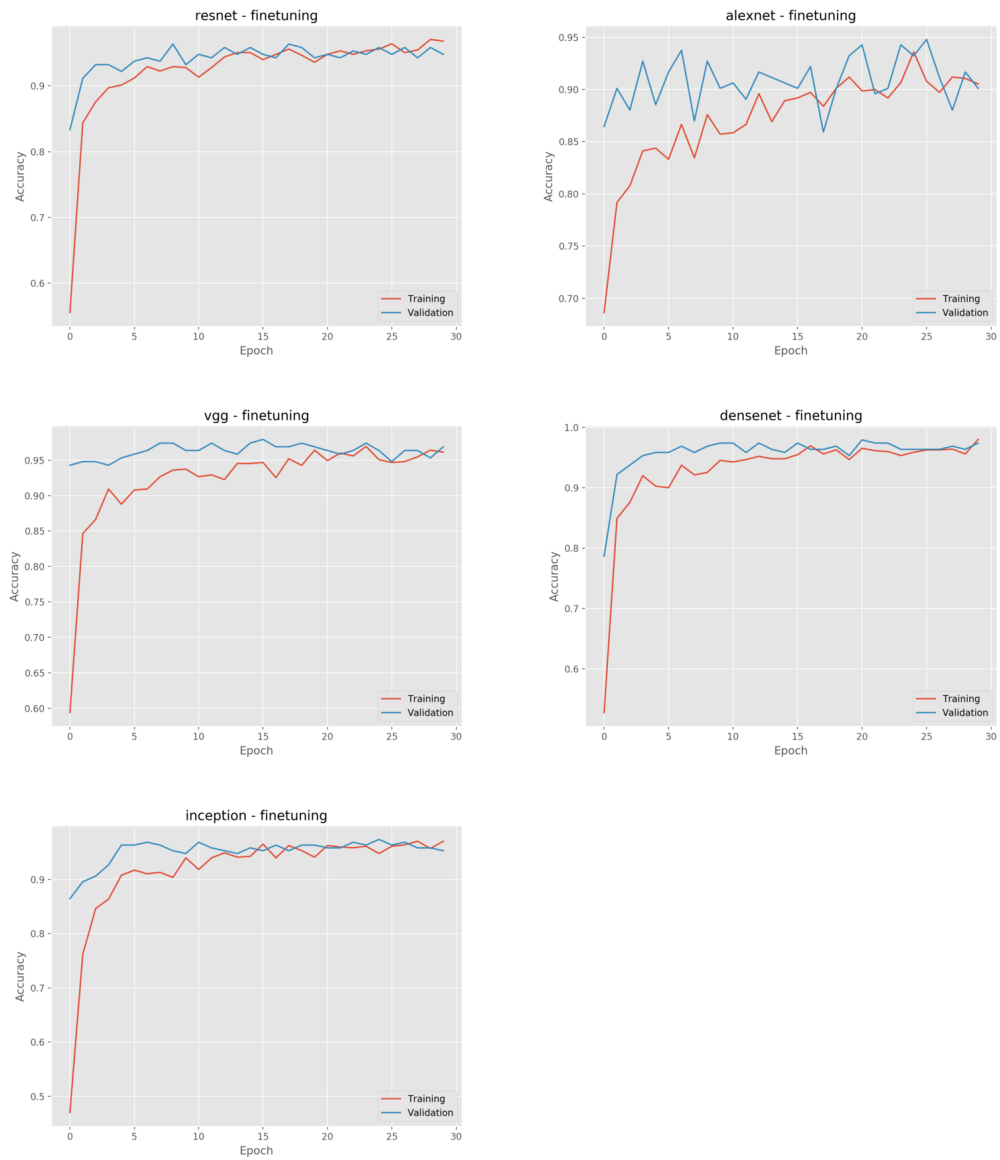 resnet - finetuning
0.9
0.8
0.7
0.6
Accuracy
0 5 10 15 20 25 30
Epoch
Training
Validation
alexnet - finetuning
0.95
0.90
0.85
0.80
0.75
0.70
Accuracy
0 5 10 15 20 25 30
Epoch
Training
Validation
vgg - finetuning
0.95
0.90
0.85
0.80
0.75
0.70
0.65
0.60
Accuracy
0 5 10 15 20 25 30
Epoch
Training
Validation
densenet - finetuning
1.0
0.9
0.8
0.7
0.6
Accuracy
0 5 10 15 20 25 30
Epoch
Training
Validation
inception - finetuning
0.9
0.8
0.7
0.6
0.5
Accuracy
0 5 10 15 20 25 30
Epoch
Training
Validation